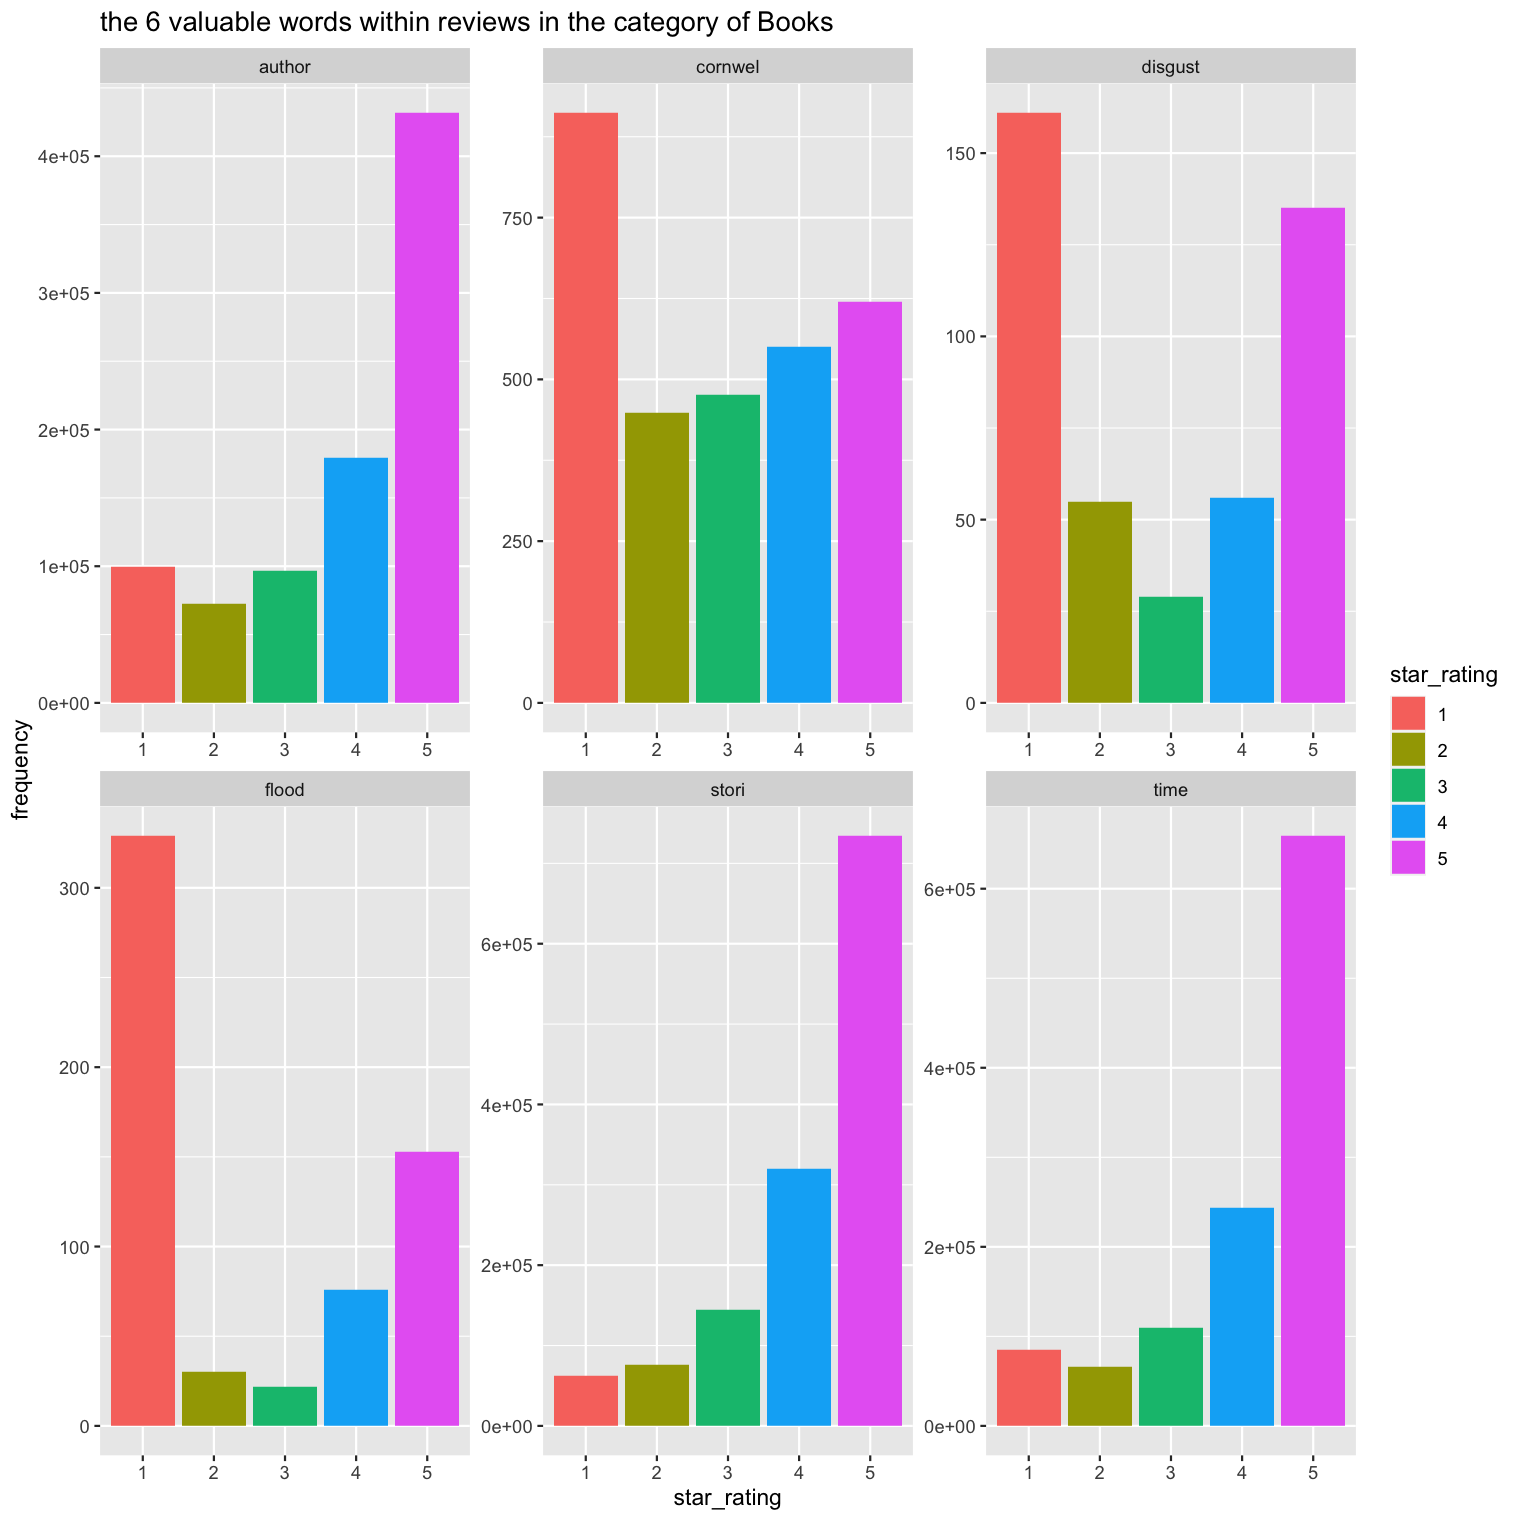 the 6 valuable words within reviews in the category of Books
author
cornwel
disgust
4e+05
3e+05
2e+05
1e+05
0e+00
750
500
250
0
150
100
50
0
1 2 3 4 5
1 2 3 4 5
1 2 3 4 5
frequency
flood
stori
time
300
200
100
0
6e+05
4e+05
2e+05
0e+00
6e+05
4e+05
2e+05
0e+00
1 2 3 4 5
1 2 3 4 5
1 2 3 4 5
star_rating
star_rating
1
2
3
4
5